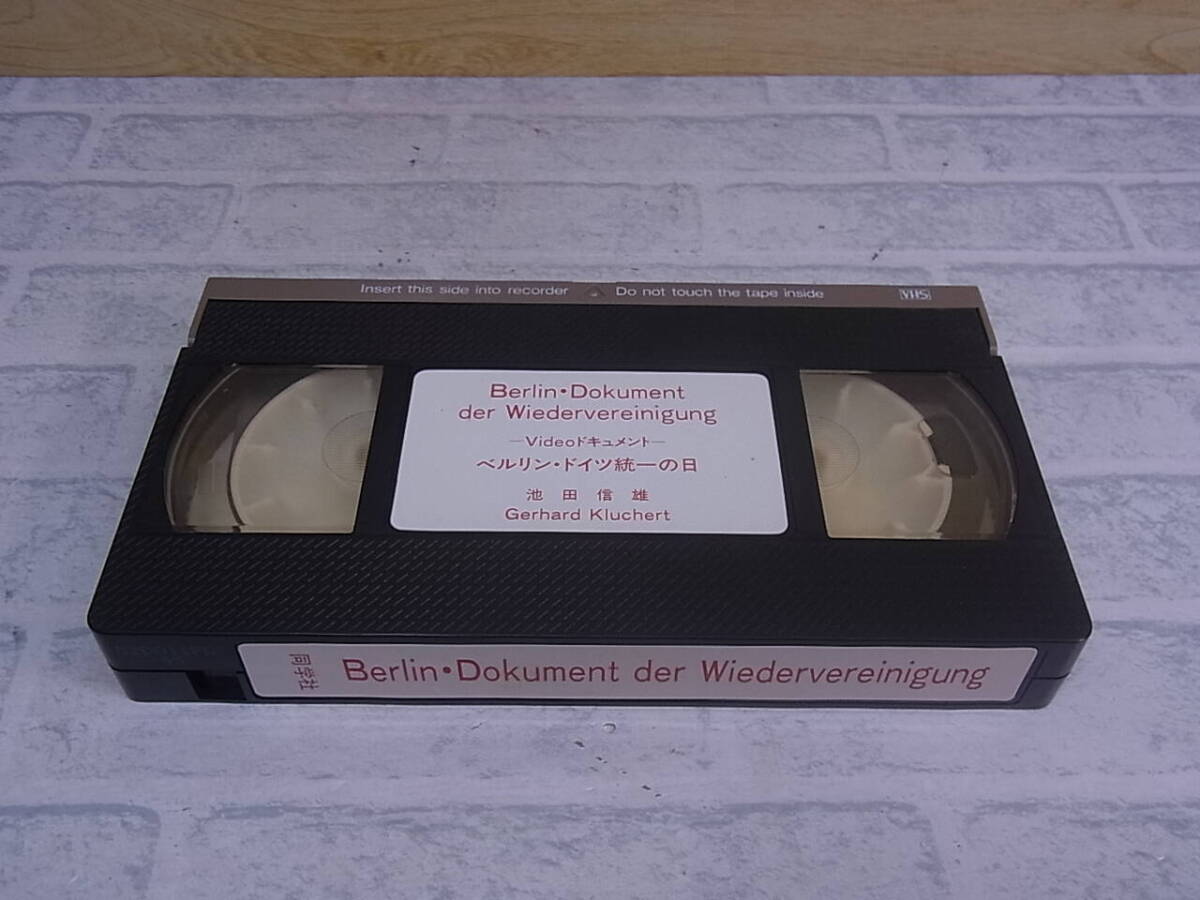 Insert this side into recorder △ Do not touch the tape inside VHS
Berlin・Dokument
der Wiedervereinigung
—Videoドキュメント—
ベルリン・ドイツ統一の日
池田信雄
Gerhard Kluchert
同学社 Berlin・Dokument der Wiedervereinigung